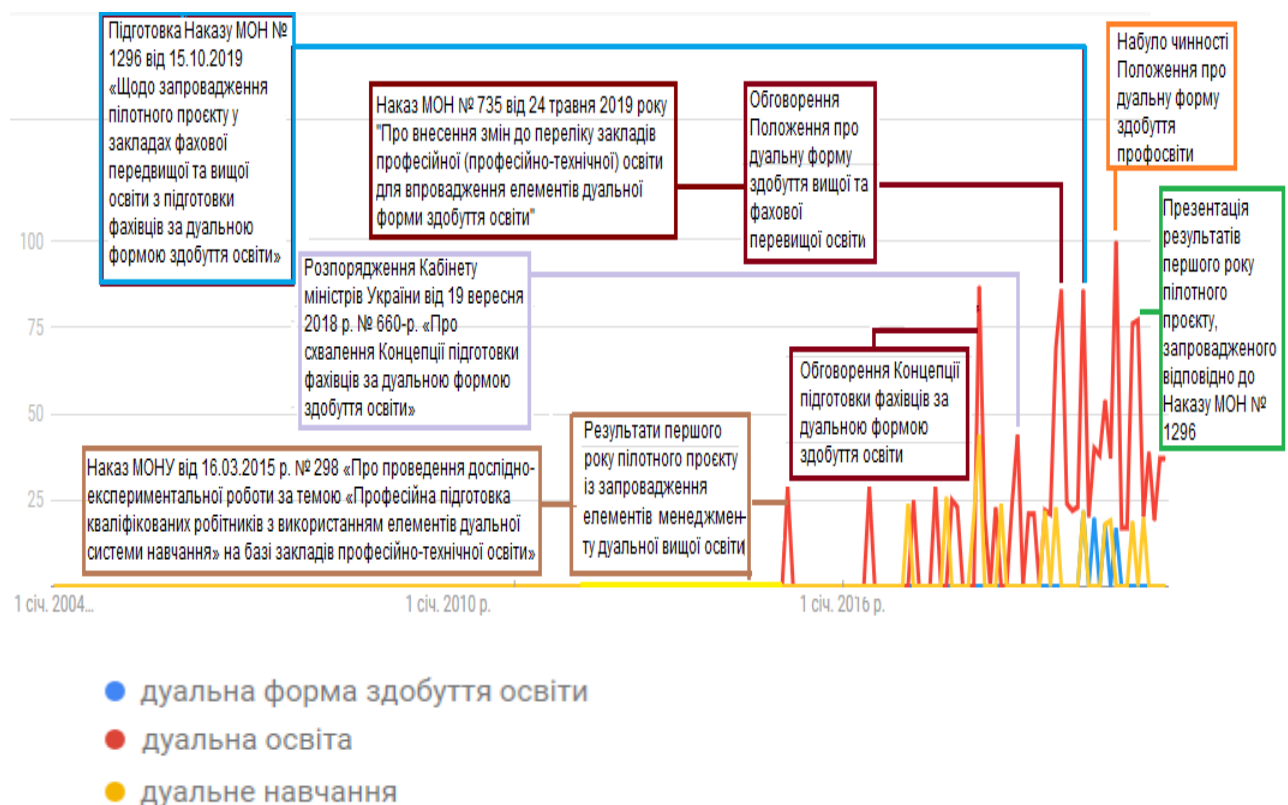 Підготовка Наказу МОН №
1296 від 15.10.2019
«Щодо запровадження
пілотного проєкту у
закладах фахової
передвищої та вищої
освіти з підготовки
фахівців за дуальною
формою здобуття освіти»
Наказ МОН № 735 від 24 травня 2019 року
"Про внесення змін до переліку закладів
професійної (професійно-технічної) освіти
для впровадження елементів дуальної
форми здобуття освіти"
Обговорення
Положення про
дуальну форму
здобуття вищої та
фахової
перевищої освіти
Набуло чинності
Положення про
дуальну форму
здобуття
профосвіти
Презентація
результатів
першого року
пілотного
проєкту,
запровадженого
відповідно до
Наказу МОН №
1296
Розпорядження Кабінету
міністрів України від 19 вересня
2018 р. № 660-р. «Про
схвалення Концепції підготовки
фахівців за дуальною формою
здобуття освіти»
Обговорення Концепції
підготовки фахівців за
дуальною формою
здобуття освіти
Наказ МОНУ від 16.03.2015 р. № 298 «Про проведення дослідно-
експериментальної роботи за темою «Професійна підготовка
кваліфікованих робітників з використанням елементів дуальної
системи навчання» на базі закладів професійно-технічної освіти»
Результати першого
року пілотного проєкту
із запровадження
елементів менеджмен-
ту дуальної вищої освіти
100
75
50
25
1 січ. 2004...
1 січ. 2010 р.
1 січ. 2016 р.
дуальна форма здобуття освіти
дуальна освіта
дуальне навчання